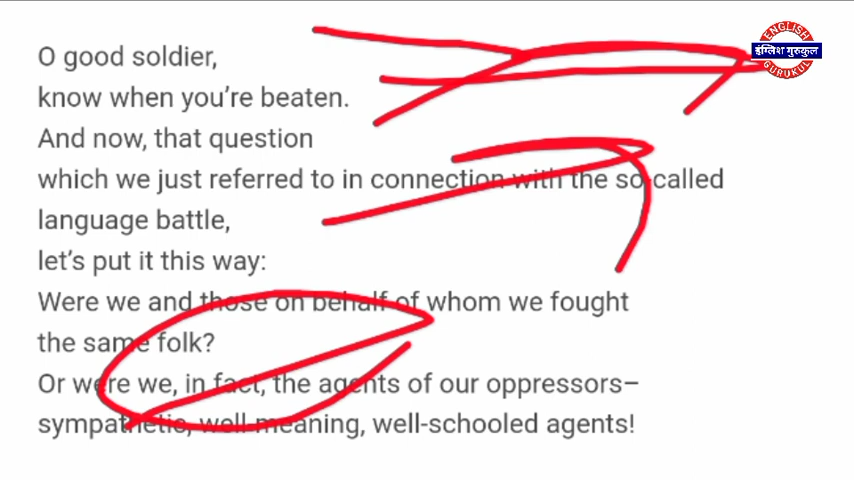 O good soldier,
know when you’re beaten.
And now, that question
which we just referred to in connection with the so-called
language battle,
let’s put it this way:
Were we and those on behalf of whom we fought
the same folk?
Or were we, in fact, the agents of our oppressors–
sympathetic, well-meaning, well-schooled agents!
ENGLISH
इंग्लिश गुरुकुल
GURUKUL